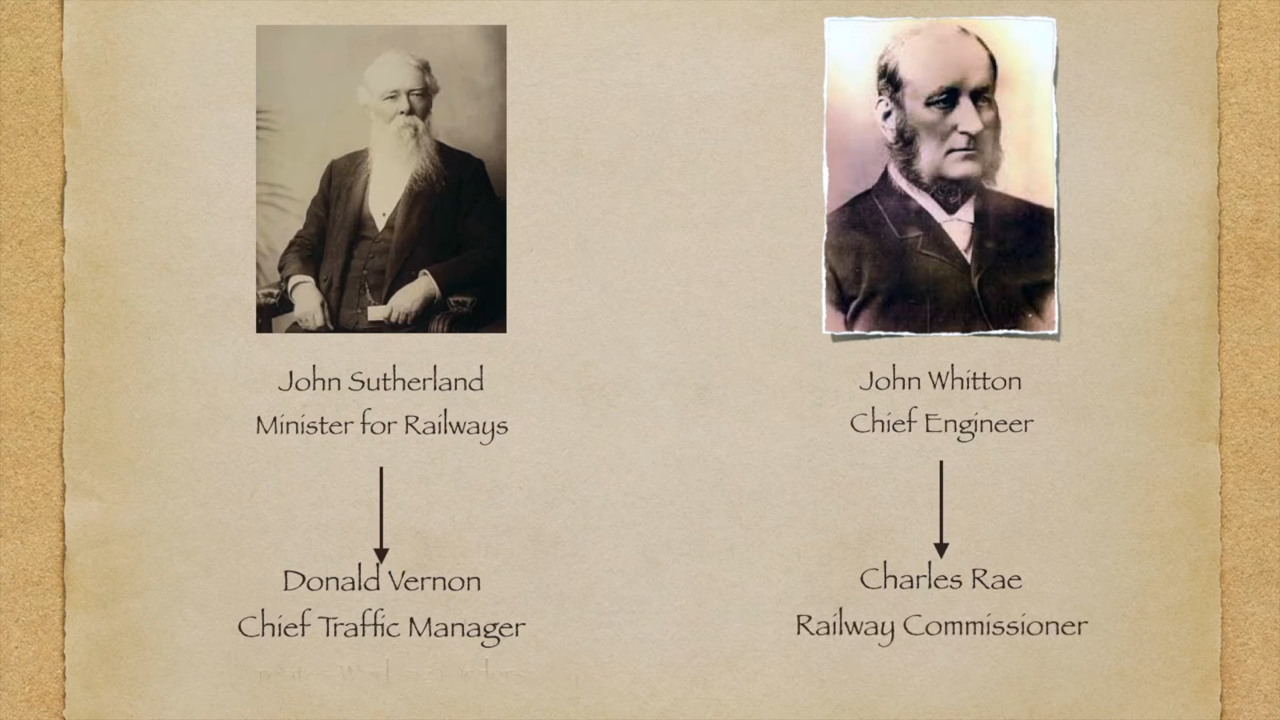 John Sutherland
Minister for Railways
Donald Vernon
Chief Traffic Manager
John Whitton
Chief Engineer
Charles Rae
Railway Commissioner